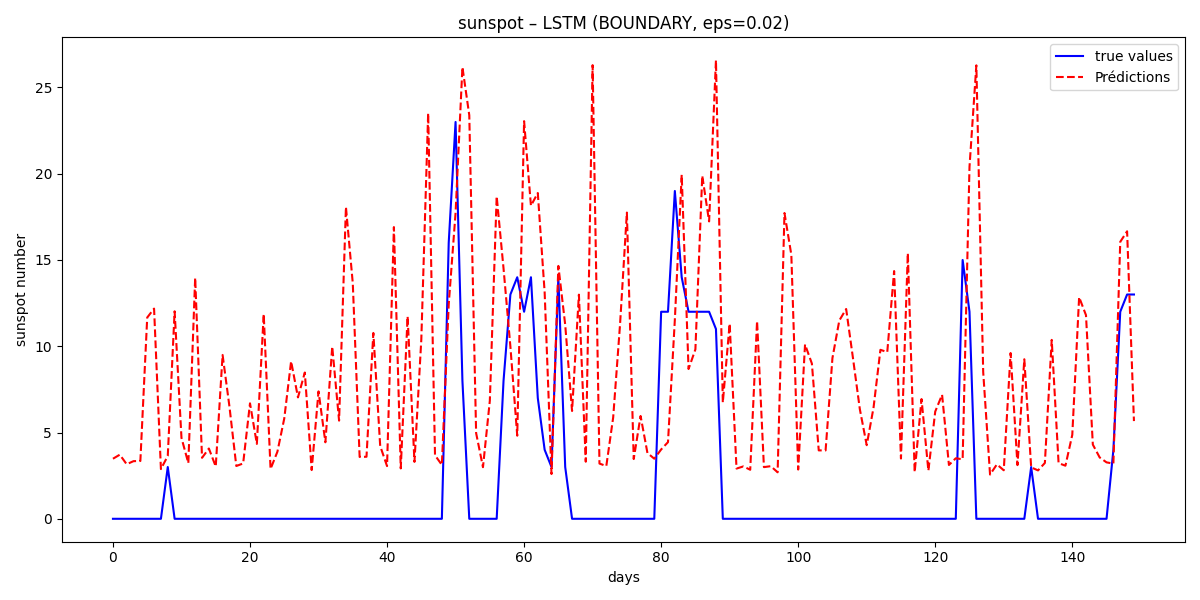 sunspot – LSTM (BOUNDARY, eps=0.02)
true values
Prédictions
sunspot number
25
20
15
10
5
0
0 20 40 60 80 100 120 140
days